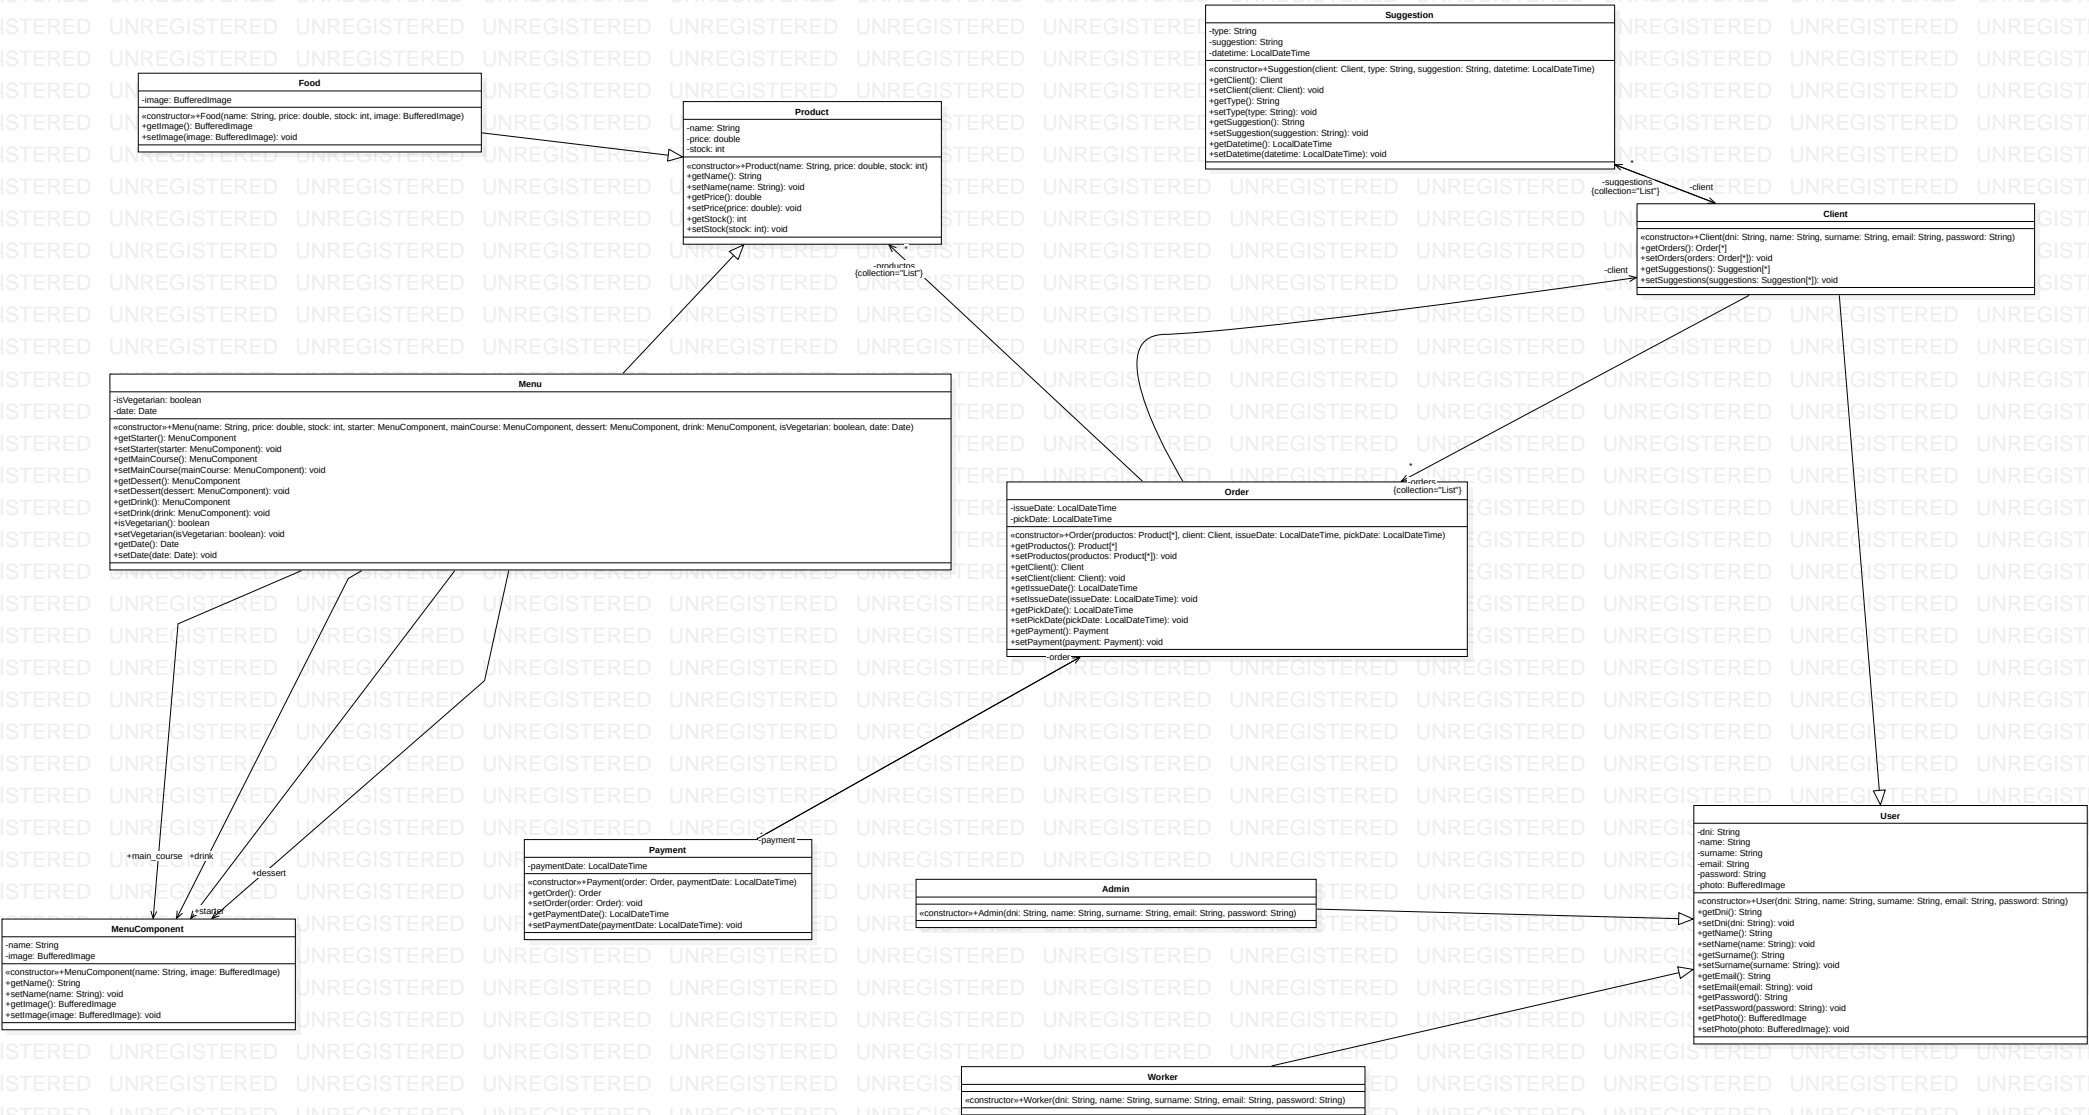 Suggestion
-type: String
-suggestion: String
-datetime: LocalDateTime
«constructor»+Suggestion(client: Client, type: String, suggestion: String, datetime: LocalDateTime)
+getClient(): Client
+setClient(client: Client): void
+getType(): String
+setType(type: String): void
+getSuggestion(): String
+setSuggestion(suggestion: String): void
+getDatetime(): LocalDateTime
+setDatetime(datetime: LocalDateTime): void
Food
-image: BufferedImage
«constructor»+Food(name: String, price: double, stock: int, image: BufferedImage)
+getImage(): BufferedImage
+setImage(image: BufferedImage): void
Product
-name: String
-price: double
-stock: int
«constructor»+Product(name: String, price: double, stock: int)
+getName(): String
+setName(name: String): void
+getPrice(): double
+setPrice(price: double): void
+getStock(): int
+setStock(stock: int): void
*
-suggestions
{collection="List"}
-client
Client
«constructor»+Client(dni: String, name: String, surname: String, email: String, password: String)
+getOrders(): Order[*]
+setOrders(orders: Order[*]): void
+getSuggestions(): Suggestion[*]
+setSuggestions(suggestions: Suggestion[*]): void
*
-productos
{collection="List"}
-client
Menu
-isVegetarian: boolean
-date: Date
«constructor»+Menu(name: String, price: double, stock: int, starter: MenuComponent, mainCourse: MenuComponent, dessert: MenuComponent, drink: MenuComponent, isVegetarian: boolean, date: Date)
+getStarter(): MenuComponent
+setStarter(starter: MenuComponent): void
+getMainCourse(): MenuComponent
+setMainCourse(mainCourse: MenuComponent): void
+getDessert(): MenuComponent
+setDessert(dessert: MenuComponent): void
+getDrink(): MenuComponent
+setDrink(drink: MenuComponent): void
+isVegetarian(): boolean
+setVegetarian(isVegetarian: boolean): void
+getDate(): Date
+setDate(date: Date): void
*
-orders
{collection="List"}
Order
-issueDate: LocalDateTime
-pickDate: LocalDateTime
«constructor»+Order(productos: Product[*], client: Client, issueDate: LocalDateTime, pickDate: LocalDateTime)
+getProductos(): Product[*]
+setProductos(productos: Product[*]): void
+getClient(): Client
+setClient(client: Client): void
+getIssueDate(): LocalDateTime
+setIssueDate(issueDate: LocalDateTime): void
+getPickDate(): LocalDateTime
+setPickDate(pickDate: LocalDateTime): void
+getPayment(): Payment
+setPayment(payment: Payment): void
-order
-payment
+main_course
+drink
+dessert
+starter
Payment
-paymentDate: LocalDateTime
«constructor»+Payment(order: Order, paymentDate: LocalDateTime)
+getOrder(): Order
+setOrder(order: Order): void
+getPaymentDate(): LocalDateTime
+setPaymentDate(paymentDate: LocalDateTime): void
User
-dni: String
-name: String
-surname: String
-email: String
-password: String
-photo: BufferedImage
«constructor»+User(dni: String, name: String, surname: String, email: String, password: String)
+getDni(): String
+setDni(dni: String): void
+getName(): String
+setName(name: String): void
+getSurname(): String
+setSurname(surname: String): void
+getEmail(): String
+setEmail(email: String): void
+getPassword(): String
+setPassword(password: String): void
+getPhoto(): BufferedImage
+setPhoto(photo: BufferedImage): void
Admin
«constructor»+Admin(dni: String, name: String, surname: String, email: String, password: String)
MenuComponent
-name: String
-image: BufferedImage
«constructor»+MenuComponent(name: String, image: BufferedImage)
+getName(): String
+setName(name: String): void
+getImage(): BufferedImage
+setImage(image: BufferedImage): void
Worker
«constructor»+Worker(dni: String, name: String, surname: String, email: String, password: String)
UNREGISTERED